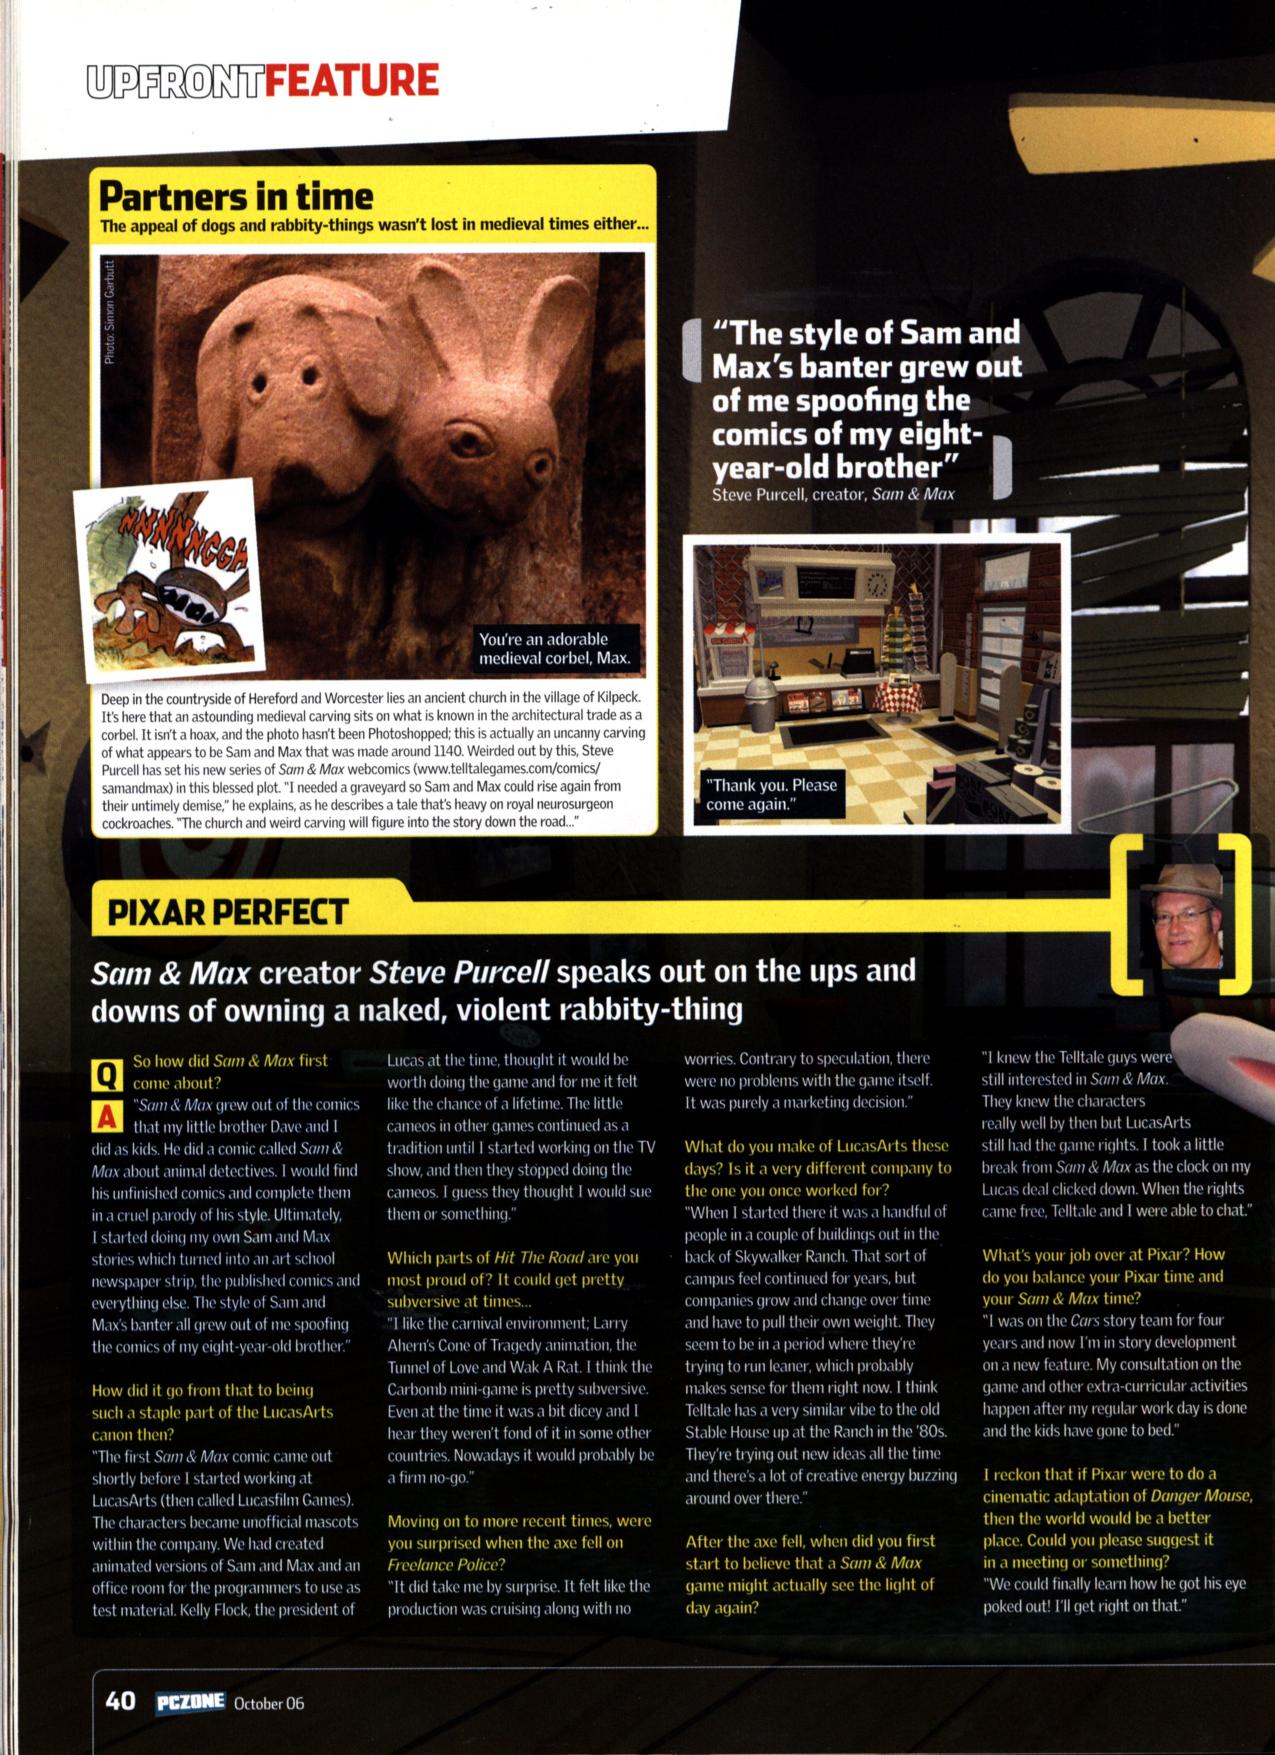 UPFRONTFEATURE
Partners in time
The appeal of dogs and rabbity-things wasn't lost in medieval times either...
Photo: Simon Garbutt
NNNNNGGH
You're an adorable
medieval corbel, Max.
Deep in the countryside of Hereford and Worcester lies an ancient church in the village of Kilpeck.
It's here that an astounding medieval carving sits on what is known in the architectural trade as a
corbel. It isn't a hoax, and the photo hasn't been Photoshopped; this is actually an uncanny carving
of what appears to be Sam and Max that was made around 1140. Weirded out by this, Steve
Purcell has set his new series of Sam & Max webcomics (www.telltalegames.com/comics/
samandmax) in this blessed plot. "I needed a graveyard so Sam and Max could rise again from
their untimely demise," he explains, as he describes a tale that's heavy on royal neurosurgeon
cockroaches. "The church and weird carving will figure into the story down the road..."
"The style of Sam and
Max's banter grew out
of me spoofing the
comics of my eight-
year-old brother"
Steve Purcell, creator, Sam & Max
"Thank you. Please
come again."
PIXAR PERFECT
Sam & Max creator Steve Purcell speaks out on the ups and
downs of owning a naked, violent rabbity-thing
Q So how did Sam & Max first
come about?
A "Sam & Max grew out of the comics
that my little brother Dave and I
did as kids. He did a comic called Sam &
Max about animal detectives. I would find
his unfinished comics and complete them
in a cruel parody of his style. Ultimately,
I started doing my own Sam and Max
stories which turned into an art school
newspaper strip, the published comics and
everything else. The style of Sam and
Max's banter all grew out of me spoofing
the comics of my eight-year-old brother."
How did it go from that to being
such a staple part of the LucasArts
canon then?
"The first Sam & Max comic came out
shortly before I started working at
LucasArts (then called Lucasfilm Games).
The characters became unofficial mascots
within the company. We had created
animated versions of Sam and Max and an
office room for the programmers to use as
test material. Kelly Flock, the president of
Lucas at the time, thought it would be
worth doing the game and for me it felt
like the chance of a lifetime. The little
cameos in other games continued as a
tradition until I started working on the TV
show, and then they stopped doing the
cameos. I guess they thought I would sue
them or something."
Which parts of Hit The Road are you
most proud of? It could get pretty
subversive at times...
"I like the carnival environment; Larry
Ahern's Cone of Tragedy animation, the
Tunnel of Love and Wak A Rat. I think the
Carbomb mini-game is pretty subversive.
Even at the time it was a bit dicey and I
hear they weren't fond of it in some other
countries. Nowadays it would probably be
a firm no-go."
Moving on to more recent times, were
you surprised when the axe fell on
Freelance Police?
"It did take me by surprise. It felt like the
production was cruising along with no
worries. Contrary to speculation, there
were no problems with the game itself.
It was purely a marketing decision."
What do you make of LucasArts these
days? Is it a very different company to
the one you once worked for?
"When I started there it was a handful of
people in a couple of buildings out in the
back of Skywalker Ranch. That sort of
campus feel continued for years, but
companies grow and change over time
and have to pull their own weight. They
seem to be in a period where they're
trying to run leaner, which probably
makes sense for them right now. I think
Telltale has a very similar vibe to the old
Stable House up at the Ranch in the '80s.
They're trying out new ideas all the time
and there's a lot of creative energy buzzing
around over there."
After the axe fell, when did you first
start to believe that a Sam & Max
game might actually see the light of
day again?
"I knew the Telltale guys were
still interested in Sam & Max.
They knew the characters
really well by then but LucasArts
still had the game rights. I took a little
break from Sam & Max as the clock on my
Lucas deal clicked down. When the rights
came free, Telltale and I were able to chat."
What's your job over at Pixar? How
do you balance your Pixar time and
your Sam & Max time?
"I was on the Cars story team for four
years and now I'm in story development
on a new feature. My consultation on the
game and other extra-curricular activities
happen after my regular work day is done
and the kids have gone to bed."
I reckon that if Pixar were to do a
cinematic adaptation of Danger Mouse,
then the world would be a better
place. Could you please suggest it
in a meeting or something?
"We could finally learn how he got his eye
poked out! I'll get right on that."
40 PCZONE October 06